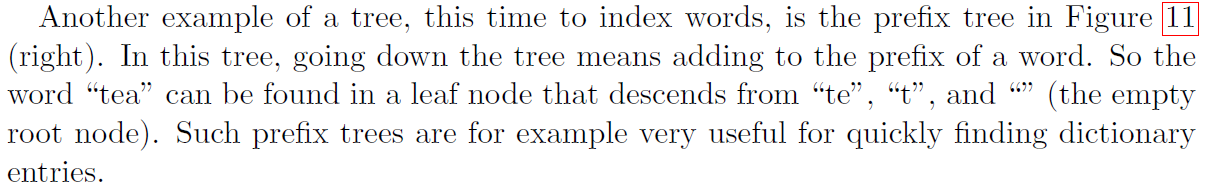 Another example of a tree, this time to index words, is the prefix tree in Figure 11
(right). In this tree, going down the tree means adding to the prefix of a word. So the
word “tea” can be found in a leaf node that descends from “te”, “t”, and “” (the empty
root node). Such prefix trees are for example very useful for quickly finding dictionary
entries.